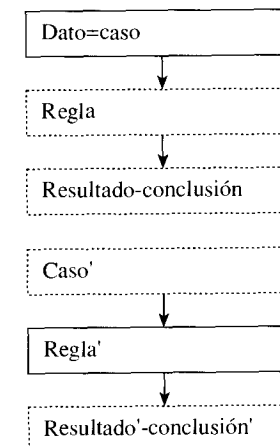 Dato=caso
Regla
Resultado-conclusión
Caso'
Regla'
Resultado'-conclusión'